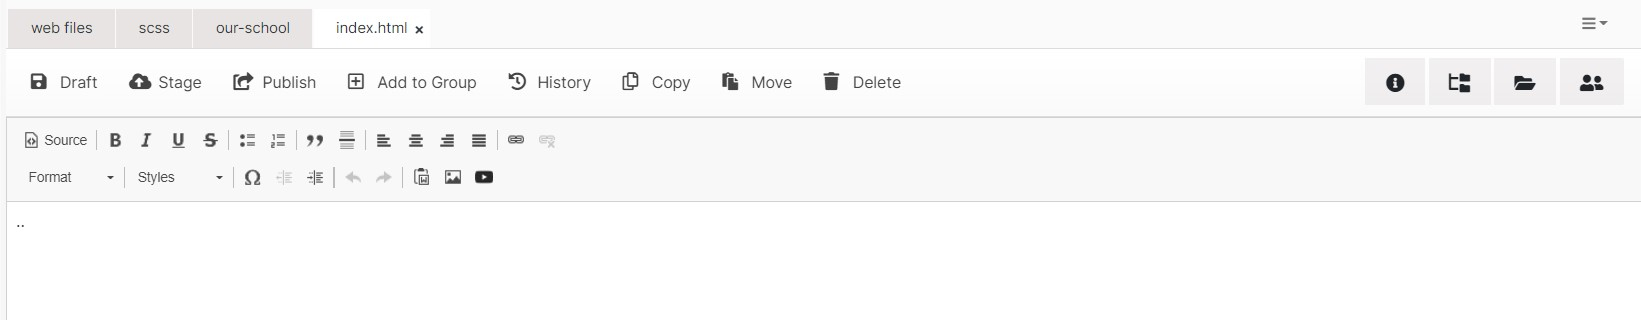 web files scss our-school index.html ×
Draft Stage Publish Add to Group History Copy Move Delete
Source B I U S
Format Styles Ω
..